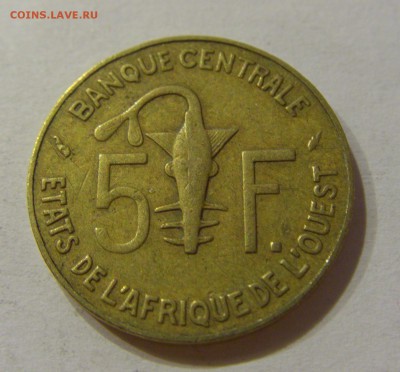 COINS.LAVE.RU
BANQUE CENTRALE
5 F.
ETATS DE L'AFRIQUE DE L'OUEST